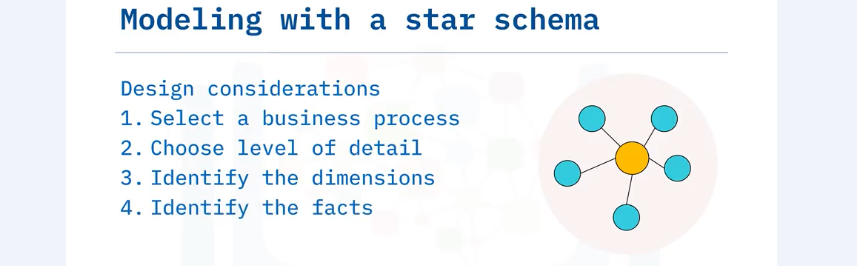 Modeling with a star schema
Design considerations
1. Select a business process
2. Choose level of detail
3. Identify the dimensions
4. Identify the facts